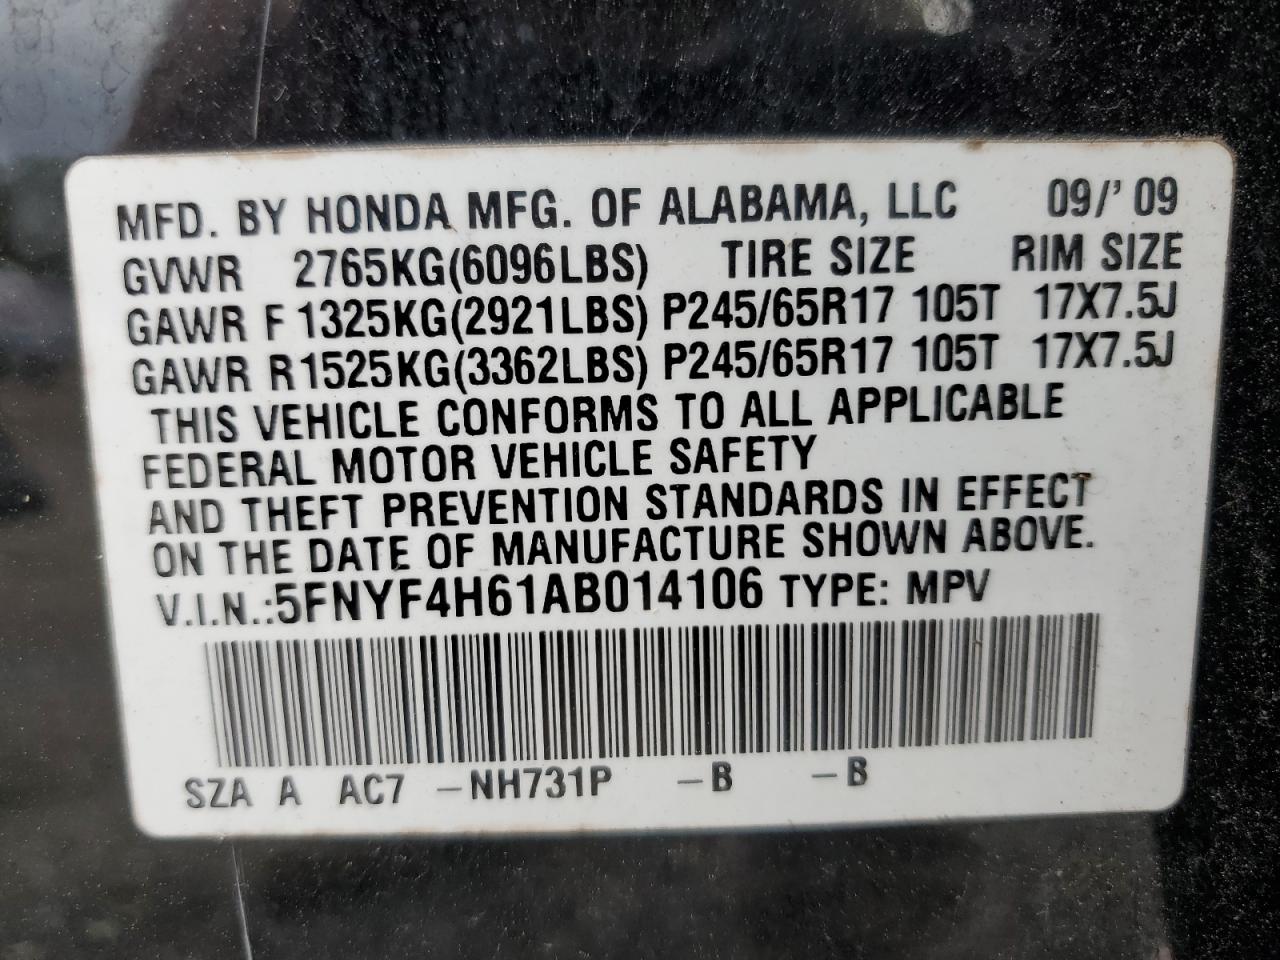 MFD. BY HONDA MFG. OF ALABAMA, LLC 09/'09
GVWR 2765KG(6096LBS) TIRE SIZE RIM SIZE
GAWR F 1325KG(2921LBS) P245/65R17 105T 17X7.5J
GAWR R 1525KG(3362LBS) P245/65R17 105T 17X7.5J
THIS VEHICLE CONFORMS TO ALL APPLICABLE
FEDERAL MOTOR VEHICLE SAFETY
AND THEFT PREVENTION STANDARDS IN EFFECT
ON THE DATE OF MANUFACTURE SHOWN ABOVE.
V.I.N.:5FNYF4H61AB014106 TYPE: MPV
SZA A AC7 -NH731P -B -B